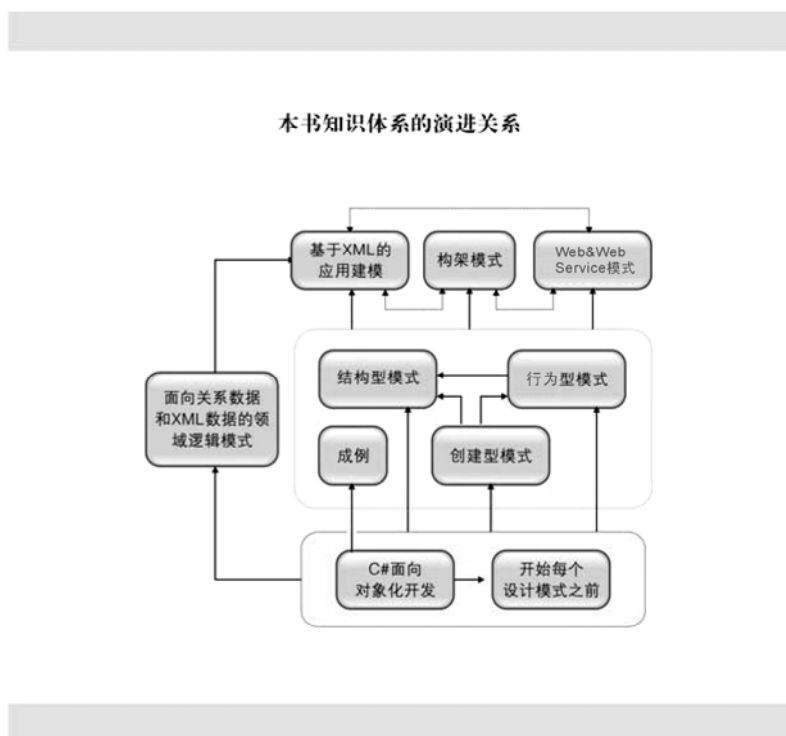 本书知识体系的演进关系
基于XML的
应用建模
构架模式
Web&Web
Service模式
结构型模式
行为型模式
面向关系数据
和XML数据的领
域逻辑模式
成例
创建型模式
C#面向
对象化开发
开始每个
设计模式之前